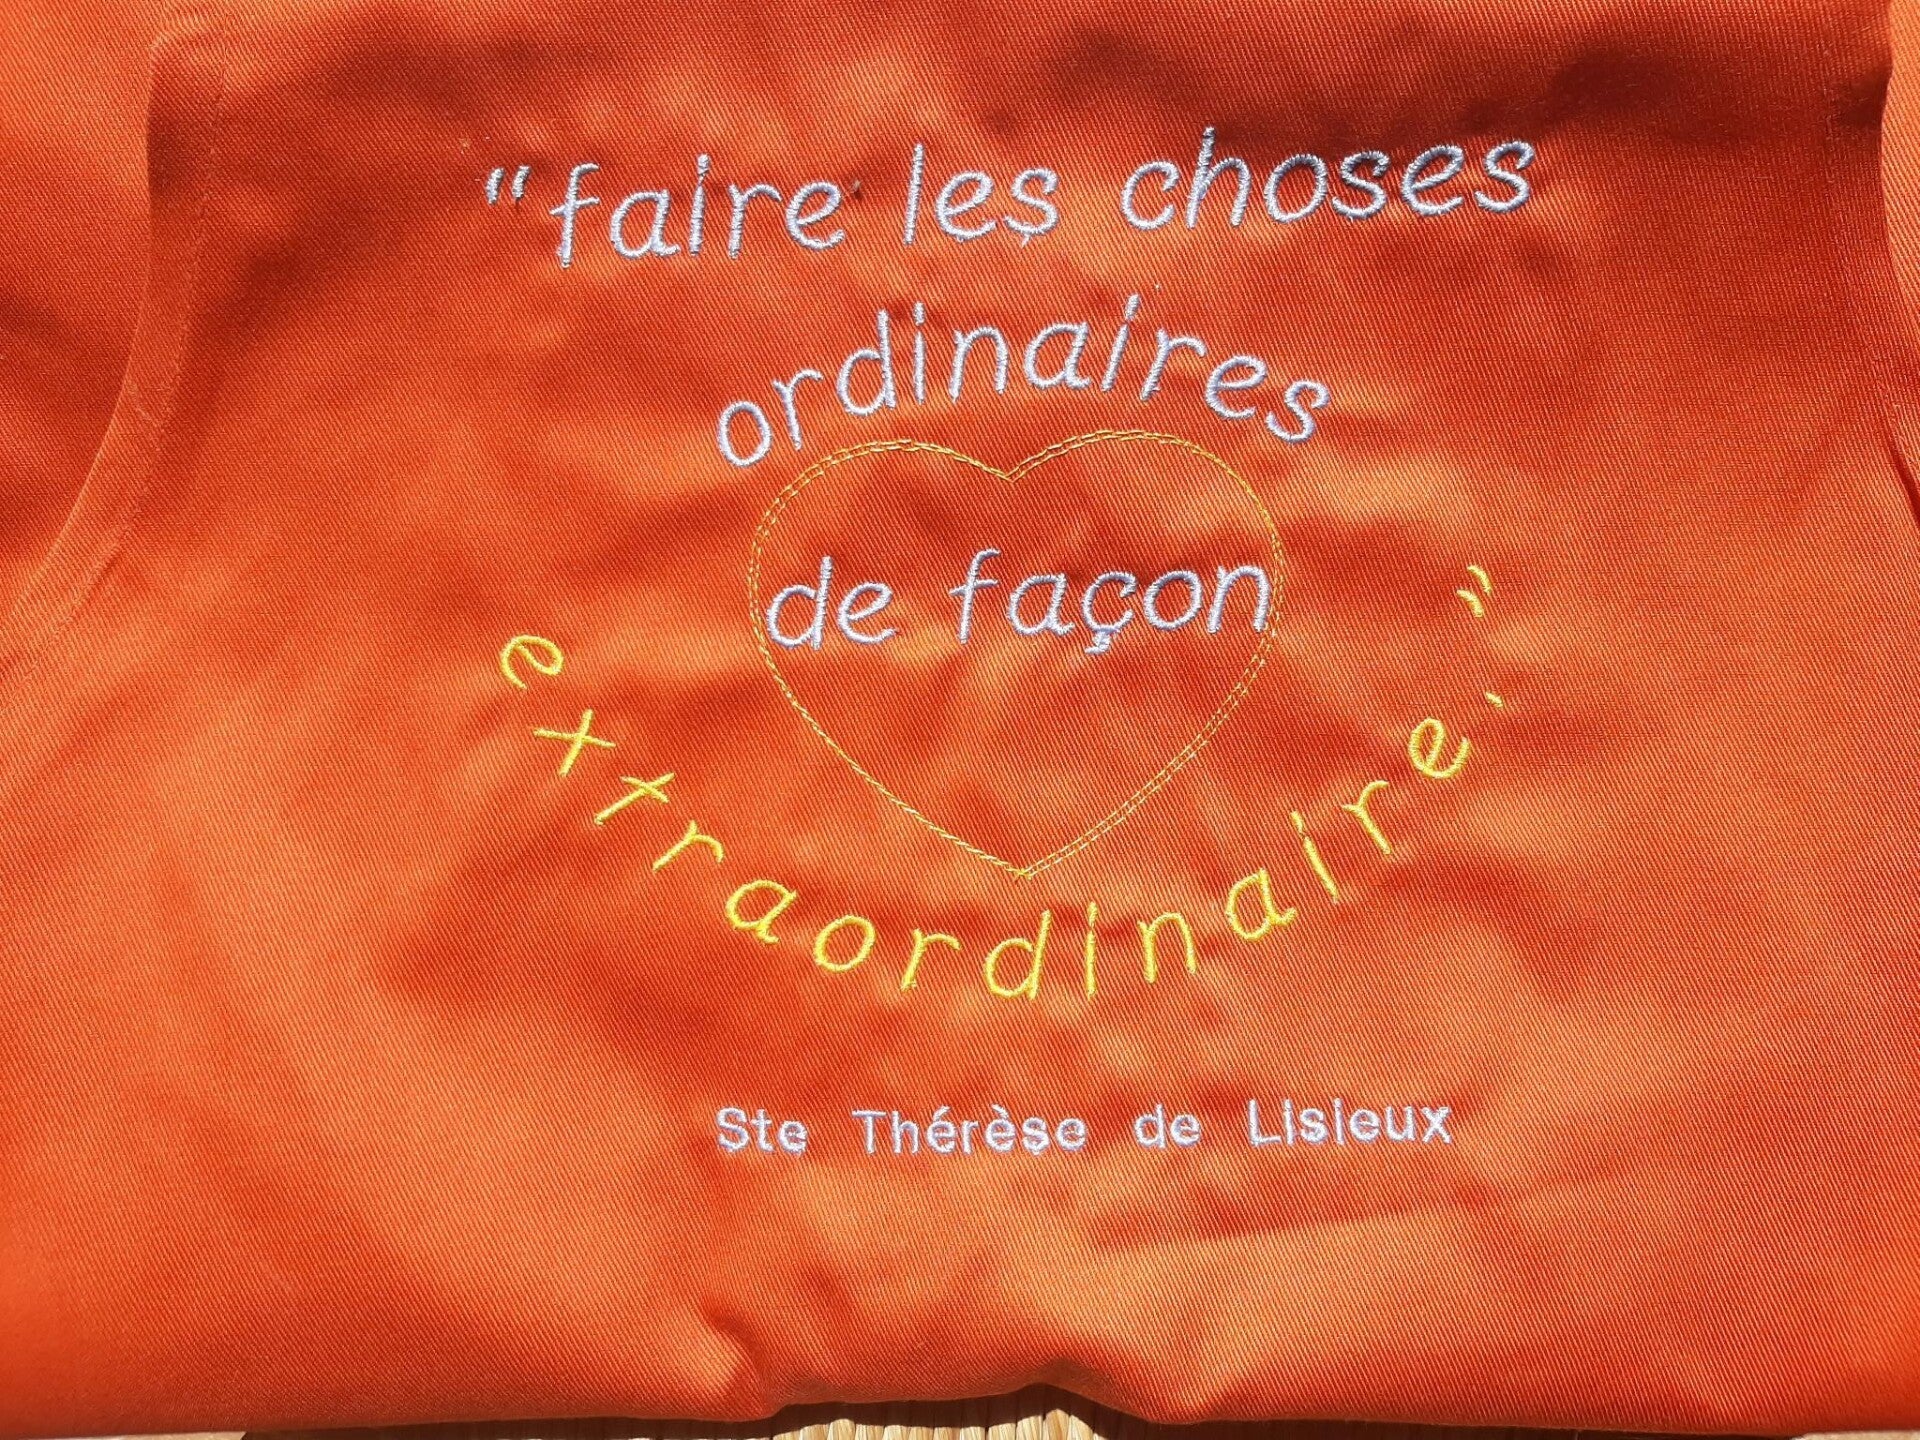 "faire les choses
ordinaires
de façon
extraordinaire."
Ste Thérèse de Lisieux